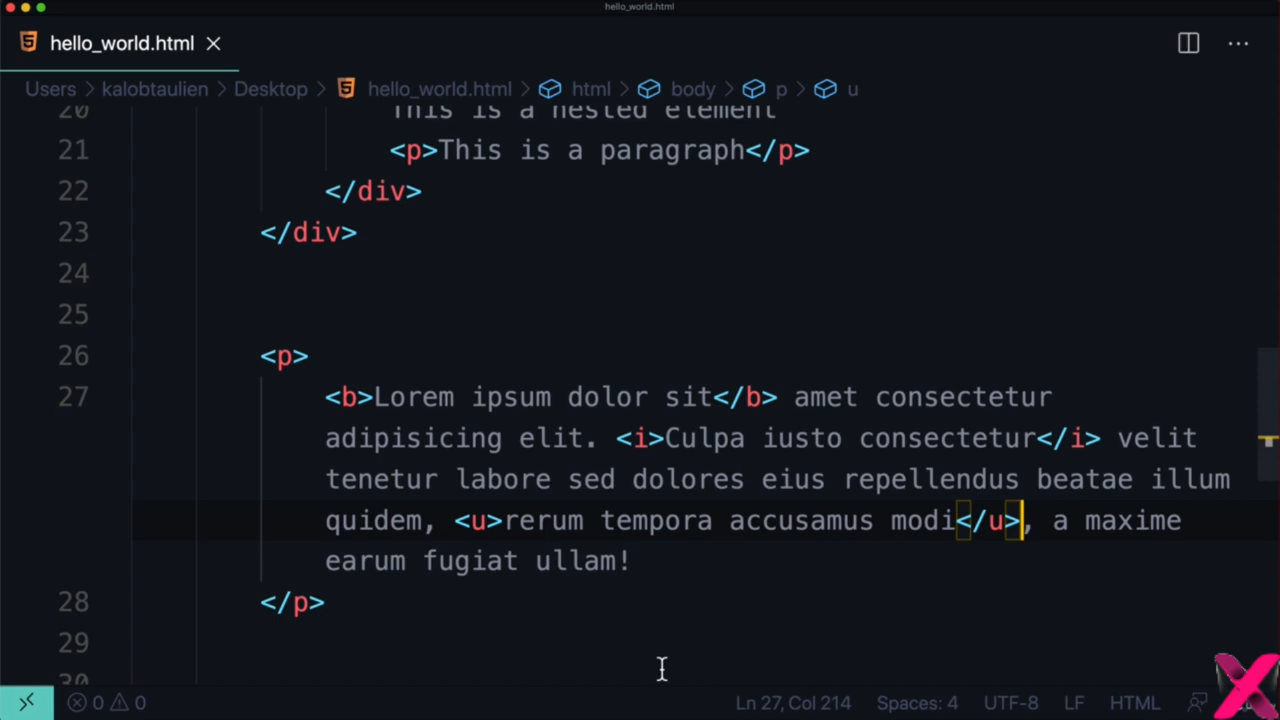 hello_world.html
hello_world.html
Users > kalobtaulien > Desktop > hello_world.html > html > body > p > u
20 This is a nested element
21 <p>This is a paragraph</p>
22 </div>
23 </div>
24
25
26 <p>
27 <b>Lorem ipsum dolor sit</b> amet consectetur
adipisicing elit. <i>Culpa iusto consectetur</i> velit
tenetur labore sed dolores eius repellendus beatae illum
quidem, <u>rerum tempora accusamus modi</u>, a maxime
earum fugiat ullam!
28 </p>
29
30
0 0 Ln 27, Col 214 Spaces: 4 UTF-8 LF HTML